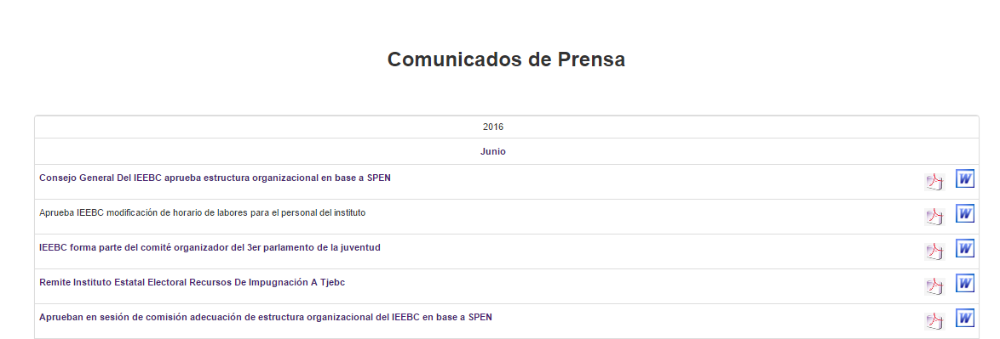 Comunicados de Prensa
2016
Junio
Consejo General Del IEEBC aprueba estructura organizacional en base a SPEN
Aprueba IEEBC modificación de horario de labores para el personal del instituto
IEEBC forma parte del comité organizador del 3er parlamento de la juventud
Remite Instituto Estatal Electoral Recursos De Impugnación A Tjebc
Aprueban en sesión de comisión adecuación de estructura organizacional del IEEBC en base a SPEN